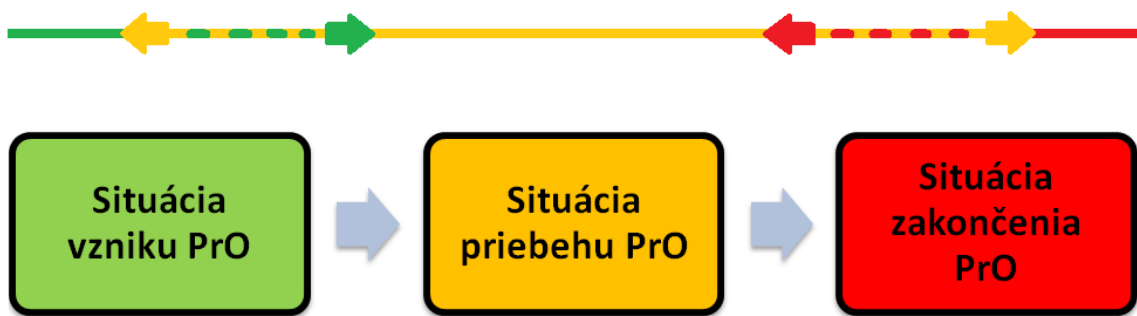 Situácia
vzniku PrO
Situácia
priebehu PrO
Situácia
zakončenia
PrO